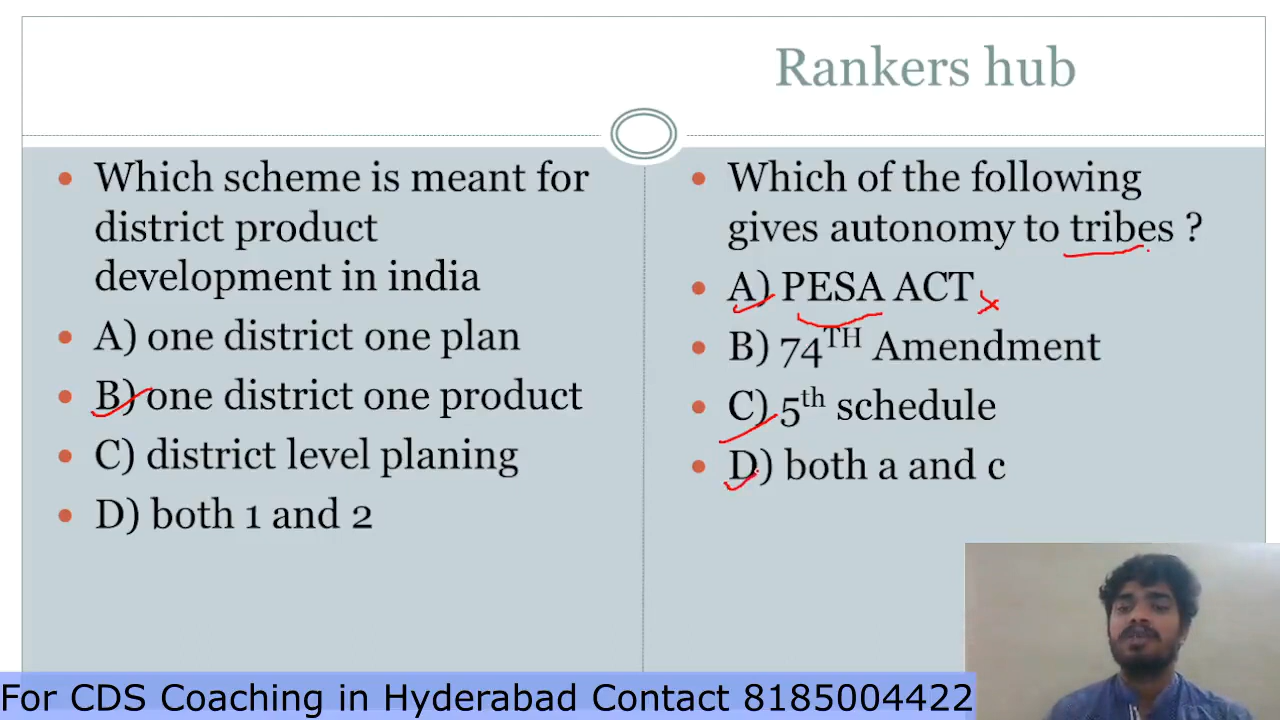 Rankers hub
Which scheme is meant for
district product
development in india
A) one district one plan
B) one district one product
C) district level planing
D) both 1 and 2
Which of the following
gives autonomy to tribes ?
A) PESA ACT
B) 74TH Amendment
C) 5th schedule
D) both a and c
For CDS Coaching in Hyderabad Contact 8185004422